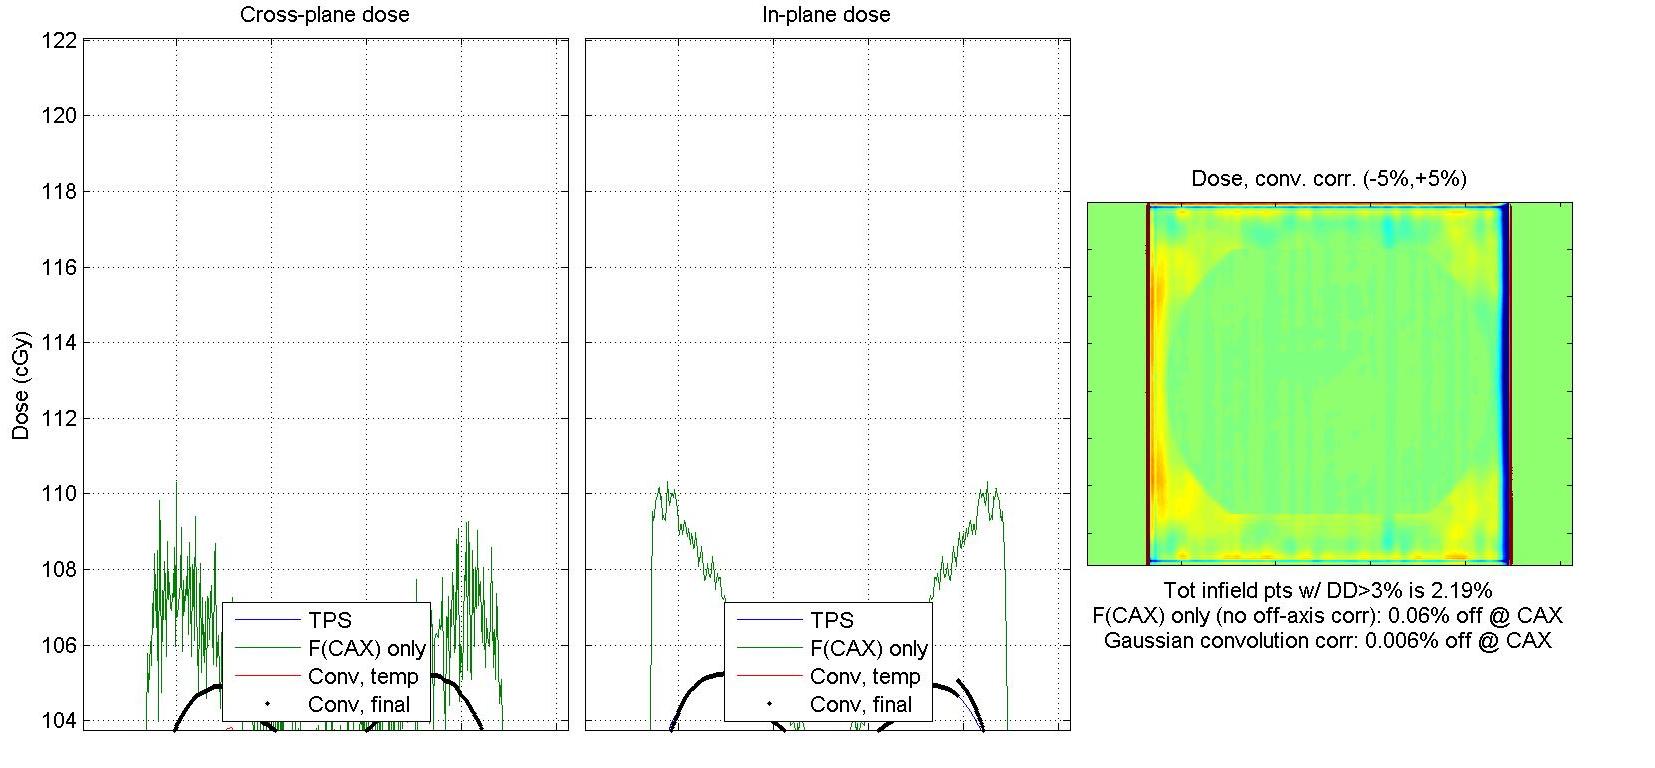 Cross-plane dose
In-plane dose
122
120
118
116
114
112
110
108
106
104
Dose (cGy)
TPS
F(CAX) only
Conv, temp
Conv, final
TPS
F(CAX) only
Conv, temp
Conv, final
Dose, conv. corr. (-5%,+5%)
Tot infield pts w/ DD>3% is 2.19%
F(CAX) only (no off-axis corr): 0.06% off @ CAX
Gaussian convolution corr: 0.006% off @ CAX